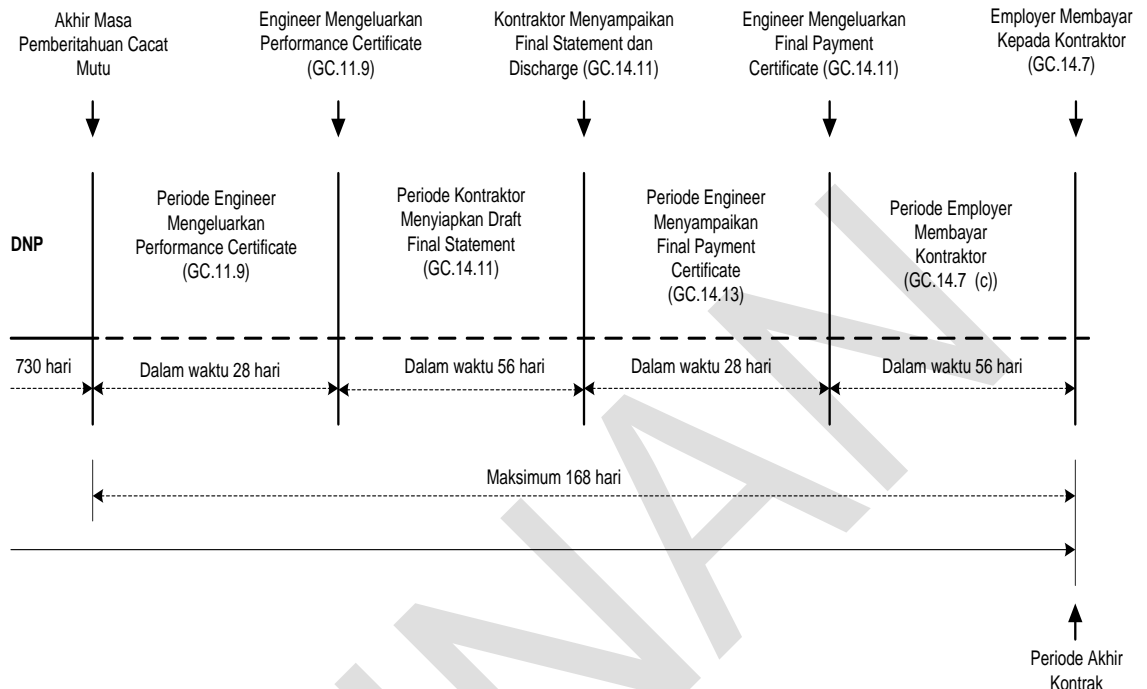 Akhir Masa
Pemberitahuan Cacat
Mutu
Engineer Mengeluarkan
Performance Certificate
(GC.11.9)
Kontraktor Menyampaikan
Final Statement dan
Discharge (GC.14.11)
Engineer Mengeluarkan
Final Payment
Certificate (GC.14.11)
Employer Membayar
Kepada Kontraktor
(GC.14.7)
DNP
Periode Engineer
Mengeluarkan
Performance Certificate
(GC.11.9)
Periode Kontraktor
Menyiapkan Draft
Final Statement
(GC.14.11)
Periode Engineer
Menyampaikan
Final Payment
Certificate
(GC.14.13)
Periode Employer
Membayar
Kontraktor
(GC.14.7 (c))
730 hari
Dalam waktu 28 hari
Dalam waktu 56 hari
Dalam waktu 28 hari
Dalam waktu 56 hari
Maksimum 168 hari
Periode Akhir
Kontrak
INAN